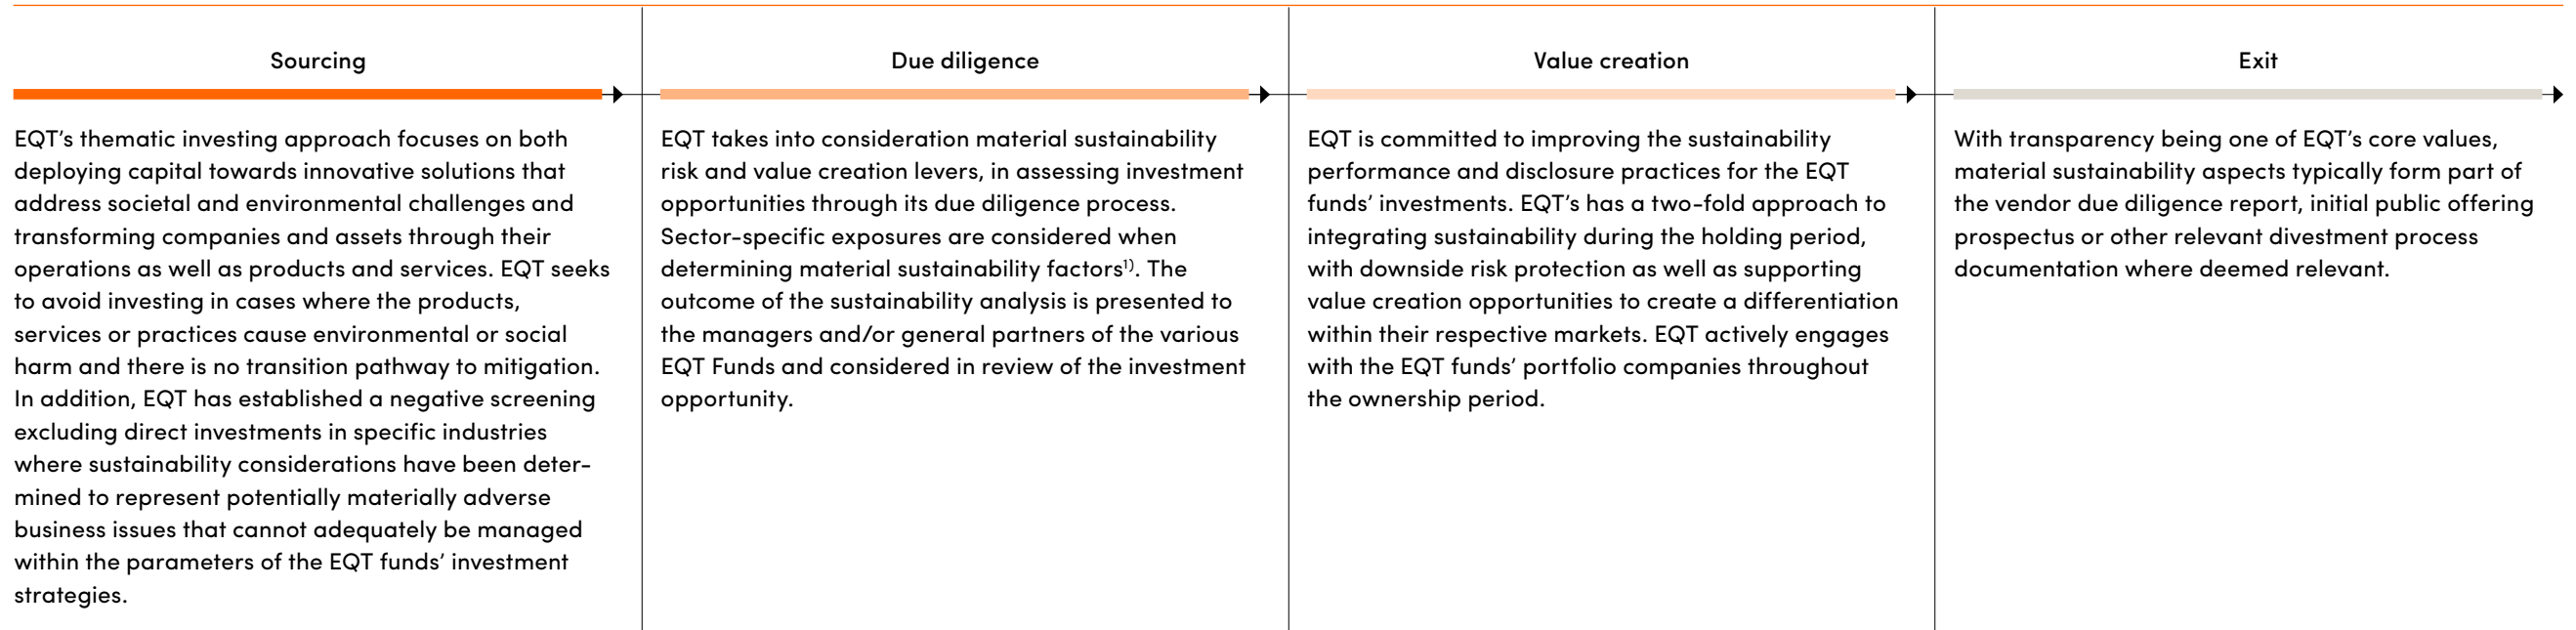 Sourcing
EQT’s thematic investing approach focuses on both
deploying capital towards innovative solutions that
address societal and environmental challenges and
transforming companies and assets through their
operations as well as products and services. EQT seeks
to avoid investing in cases where the products,
services or practices cause environmental or social
harm and there is no transition pathway to mitigation.
In addition, EQT has established a negative screening
excluding direct investments in specific industries
where sustainability considerations have been deter-
mined to represent potentially materially adverse
business issues that cannot adequately be managed
within the parameters of the EQT funds’ investment
strategies.
Due diligence
EQT takes into consideration material sustainability
risk and value creation levers, in assessing investment
opportunities through its due diligence process.
Sector-specific exposures are considered when
determining material sustainability factors¹⁾. The
outcome of the sustainability analysis is presented to
the managers and/or general partners of the various
EQT Funds and considered in review of the investment
opportunity.
Value creation
EQT is committed to improving the sustainability
performance and disclosure practices for the EQT
funds’ investments. EQT’s has a two-fold approach to
integrating sustainability during the holding period,
with downside risk protection as well as supporting
value creation opportunities to create a differentiation
within their respective markets. EQT actively engages
with the EQT funds’ portfolio companies throughout
the ownership period.
Exit
With transparency being one of EQT’s core values,
material sustainability aspects typically form part of
the vendor due diligence report, initial public offering
prospectus or other relevant divestment process
documentation where deemed relevant.